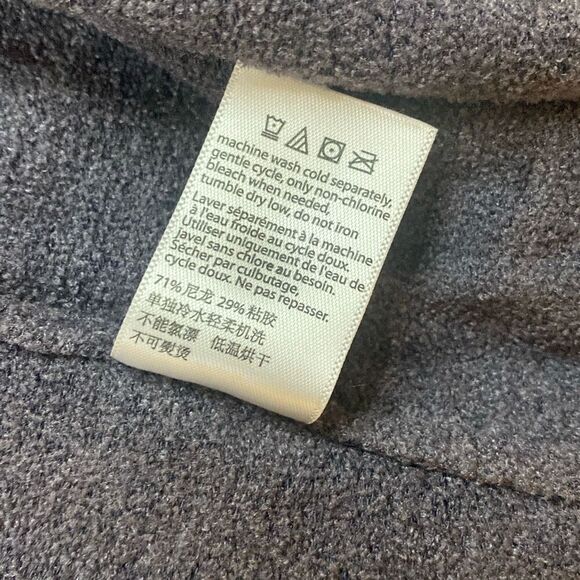 machine wash cold separately,
gentle cycle, only non-chlorine
bleach when needed,
tumble dry low, do not iron
Laver séparément à la machine
à l'eau froide au cycle doux.
Utiliser uniquement de l'eau de
javel sans chlore au besoin.
Sécher par culbutage
cycle doux. Ne pas repasser.
71% 尼龙 29% 粘胶
单独冷水轻柔机洗
不能氯漂 低温烘干
不可熨烫